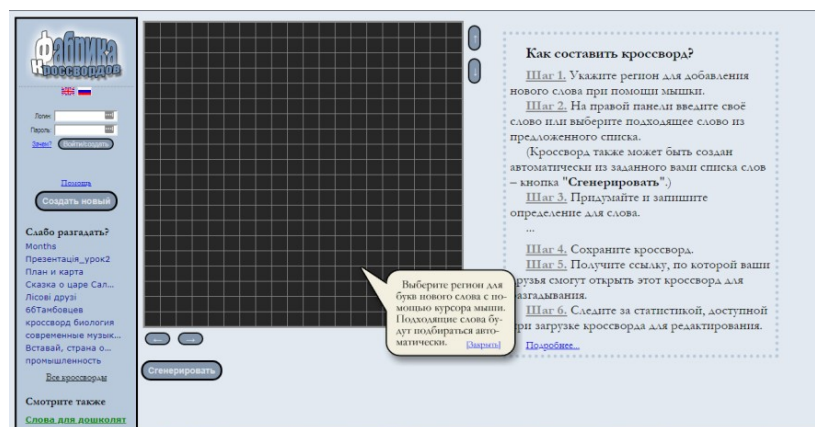 Фабрика
Кроссвордов
Логин:
Пароль:
Зачем?
Войти/создать
Помощь
Создать новый
Слабо разгадать?
Months
Презентація_урок2
План и карта
Сказка о царе Сал...
Лісові друзі
66Тамбовцев
кроссворд биология
современные музык...
Вставай, страна о...
промышленность
Все кроссворды
Смотрите также
Слова для дошколят
↑
↓
←
→
Сгенерировать
Выберите регион для
букв нового слова с по-
мощью курсора мыши.
Подходящие слова бу-
дут подбираться авто-
матически.
[Закрыть]
Как составить кроссворд?
Шаг 1. Укажите регион для добавления
нового слова при помощи мышки.
Шаг 2. На правой панели введите своё
слово или выберите подходящее слово из
предложенного списка.
(Кроссворд также может быть создан
автоматически из заданного вами списка слов
– кнопка "Сгенерировать".)
Шаг 3. Придумайте и запишите
определение для слова.
...
Шаг 4. Сохраните кроссворд.
Шаг 5. Получите ссылку, по которой ваши
друзья смогут открыть этот кроссворд для
разгадывания.
Шаг 6. Следите за статистикой, доступной
при загрузке кроссворда для редактирования.
Подробнее...